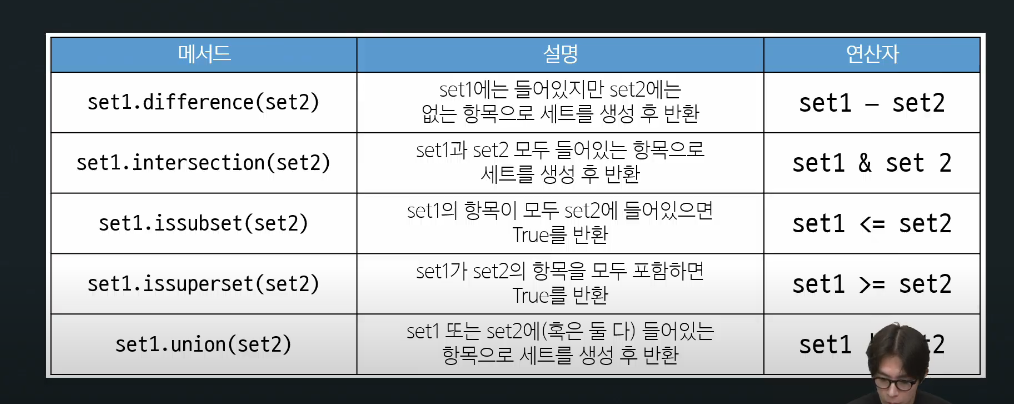 메서드 설명 연산자
set1.difference(set2) set1에는 들어있지만 set2에는 없는 항목으로 세트를 생성 후 반환 set1 – set2
set1.intersection(set2) set1과 set2 모두 들어있는 항목으로 세트를 생성 후 반환 set1 & set 2
set1.issubset(set2) set1의 항목이 모두 set2에 들어있으면 True를 반환 set1 <= set2
set1.issuperset(set2) set1가 set2의 항목을 모두 포함하면 True를 반환 set1 >= set2
set1.union(set2) set1 또는 set2에(혹은 둘 다) 들어있는 항목으로 세트를 생성 후 반환 set1